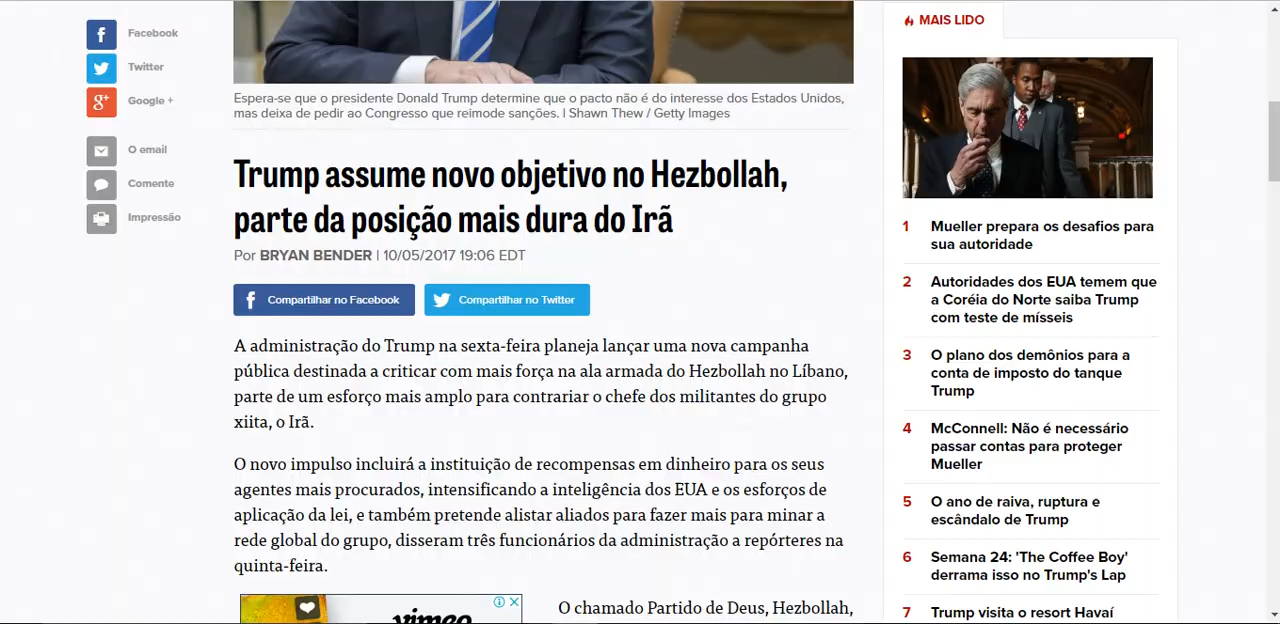 Facebook
Twitter
Google +
O email
Comente
Impressão
Espera-se que o presidente Donald Trump determine que o pacto não é do interesse dos Estados Unidos,
mas deixa de pedir ao Congresso que reimode sanções. | Shawn Thew / Getty Images
Trump assume novo objetivo no Hezbollah,
parte da posição mais dura do Irã
Por BRYAN BENDER | 10/05/2017 19:06 EDT
Compartilhar no Facebook
Compartilhar no Twitter
A administração do Trump na sexta-feira planeja lançar uma nova campanha
pública destinada a criticar com mais força na ala armada do Hezbollah no Líbano,
parte de um esforço mais amplo para contrariar o chefe dos militantes do grupo
xiita, o Irã.
O novo impulso incluirá a instituição de recompensas em dinheiro para os seus
agentes mais procurados, intensificando a inteligência dos EUA e os esforços de
aplicação da lei, e também pretende alistar aliados para fazer mais para minar a
rede global do grupo, disseram três funcionários da administração a repórteres na
quinta-feira.
vimeo
O chamado Partido de Deus, Hezbollah,
MAIS LIDO
1 Mueller prepara os desafios para
sua autoridade
2 Autoridades dos EUA temem que
a Coréia do Norte saiba Trump
com teste de mísseis
3 O plano dos demônios para a
conta de imposto do tanque
Trump
4 McConnell: Não é necessário
passar contas para proteger
Mueller
5 O ano de raiva, ruptura e
escândalo de Trump
6 Semana 24: 'The Coffee Boy'
derrama isso no Trump's Lap
7 Trump visita o resort Havaí